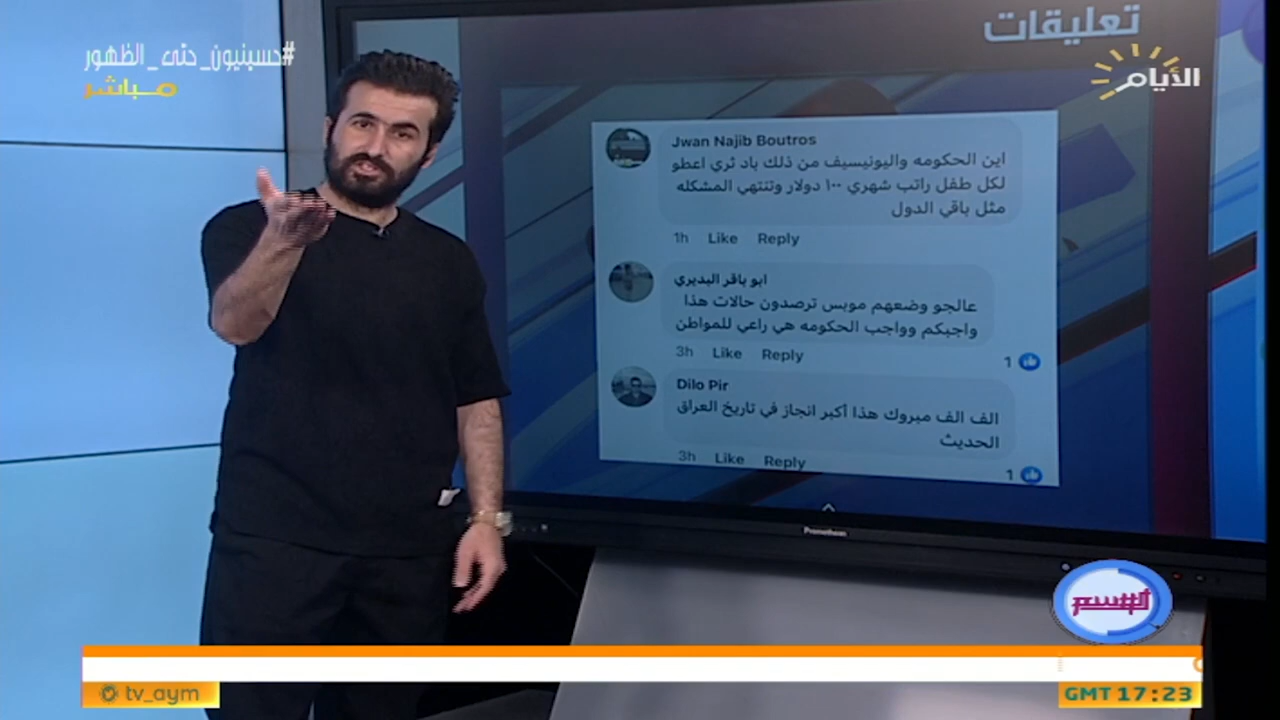 #حسينيون_حتى_الظهور
مباشر
تعليقات
الأيام
Jwan Najib Boutros
اين الحكومه واليونيسيف من ذلك باد ثري اعطو
لكل طفل راتب شهري ١٠٠ دولار وتنتهي المشكله
مثل باقي الدول
1h Like Reply
ابو باقر البديري
عالجو وضعهم موبس ترصدون حالات هذا
واجبكم وواجب الحكومه هي راعي للمواطن
3h Like Reply
1
Dilo Pir
الف الف مبروك هذا أكبر انجاز في تاريخ العراق
الحديث
3h Like Reply
1
Promethean
tv_aym
GMT 17:23